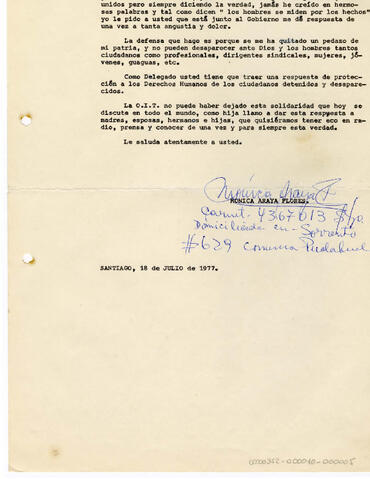 unidos pero siempre diciendo la verdad, jamás he creído en hermo-
sas palabras y tal como dicen " los hombres se miden por los hechos"
yo le pido a usted que está junto al Gobierno me dé respuesta de
una vez a tanta angustia y dolor.
La defensa que hago es porque se me ha quitado un pedazo de
mi patria, y no pueden desaparecer ante Dios y los hombres tantos
ciudadanos como profesionales, dirigentes sindicales, mujeres, jó-
venes, guaguas, etc.
Como Delegado usted tiene que traer una respuesta de protec-
ción a los Derechos Humanos de los ciudadanos detenidos y desapare-
cidos.
La O.I.T. no puede haber dejado esta solidaridad que hoy se
discute en todo el mundo, como hija llamo a dar esta respuesta a
madres, esposas, hermanos e hijas, que quisiéramos tener eco en ra-
dio, prensa y conocer de una vez y para siempre esta verdad.
Le saluda atentamente a usted.
Mónica Araya F
MONICA ARAYA FLORES.
Carnet. 4367013
Domiciliada en Sorrento
#629 comuna Pudahuel
SANTIAGO, 18 de JULIO de 1977.